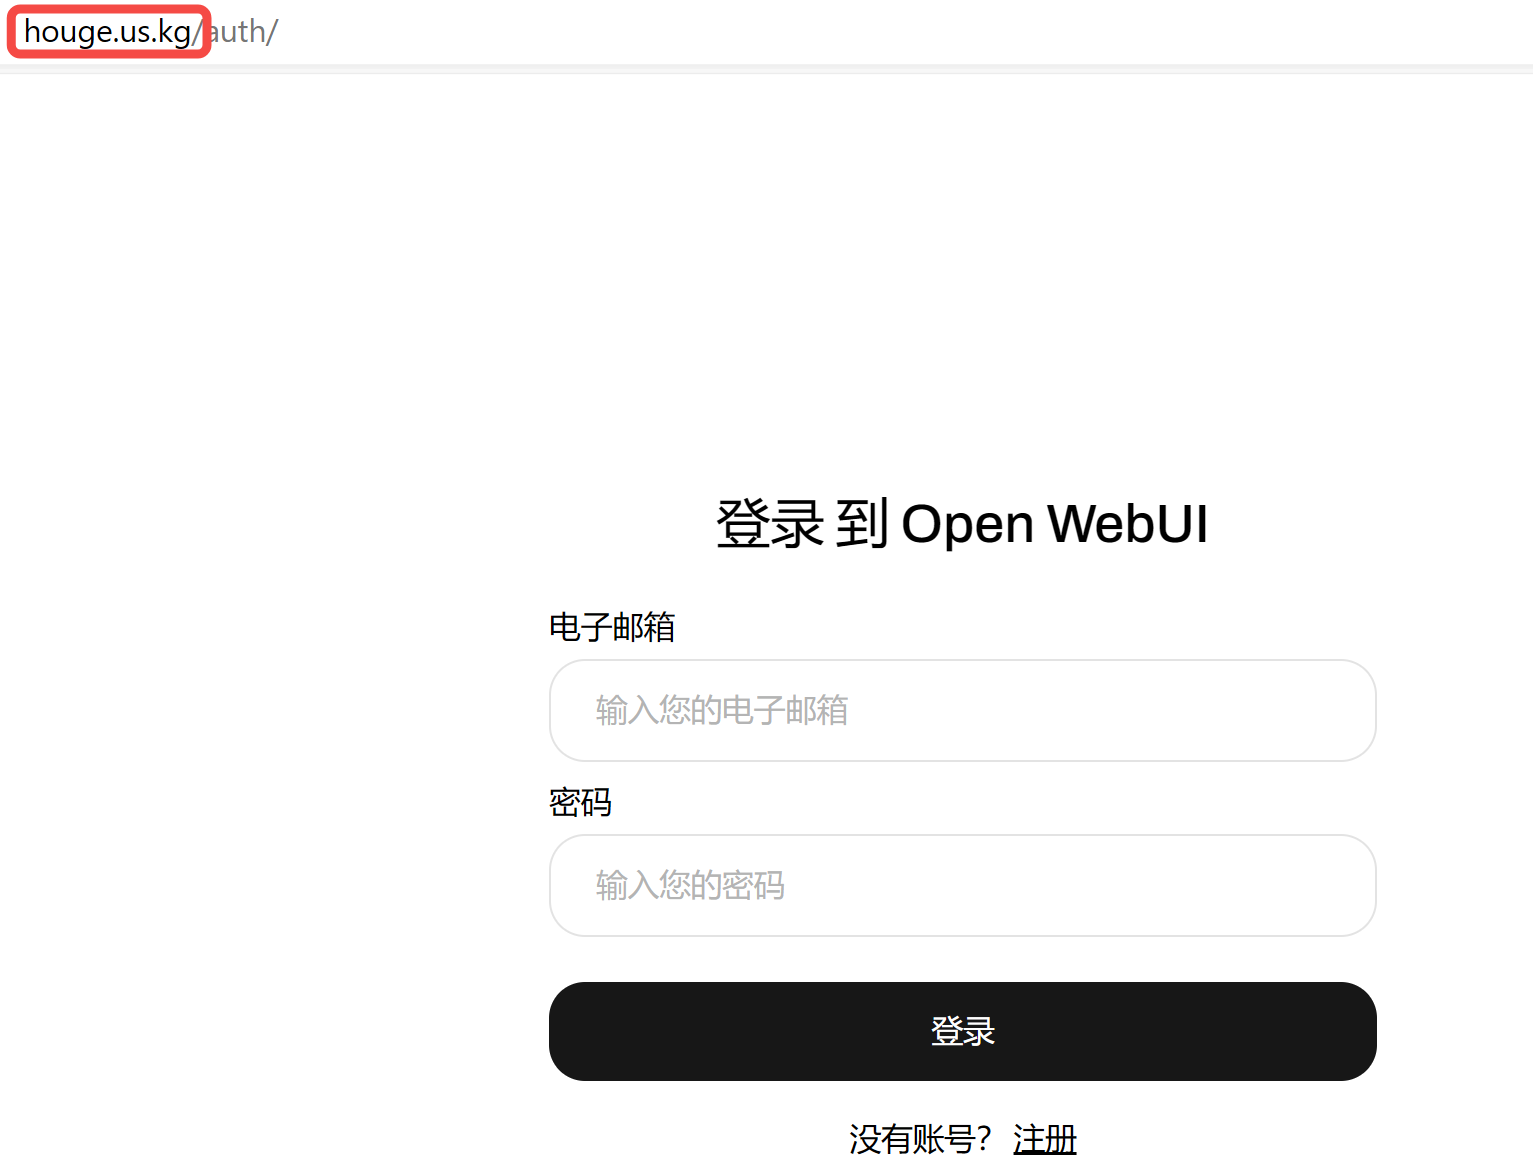 houge.us.kg/auth/
登录 到 Open WebUI
电子邮箱
输入您的电子邮箱
密码
输入您的密码
登录
没有账号？ 注册